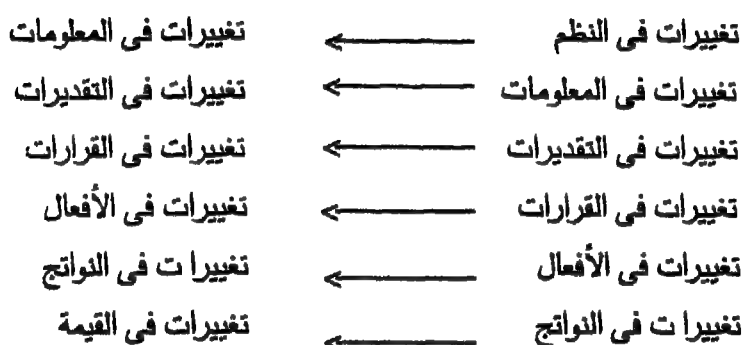 تغييرات فى النظم ← تغييرات فى المعلومات
تغييرات فى المعلومات ← تغييرات فى التقديرات
تغييرات فى التقديرات ← تغييرات فى القرارات
تغييرات فى القرارات ← تغييرات فى الأفعال
تغييرات فى الأفعال ← تغييرا ت فى النواتج
تغييرا ت فى النواتج ← تغييرات فى القيمة